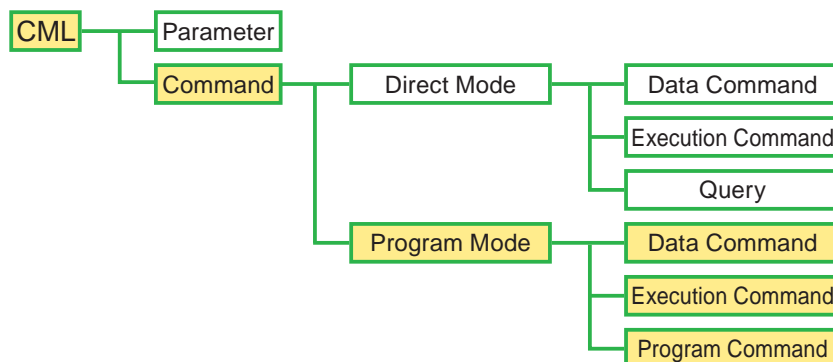 CML
Parameter
Command
Direct Mode
Data Command
Execution Command
Query
Program Mode
Data Command
Execution Command
Program Command